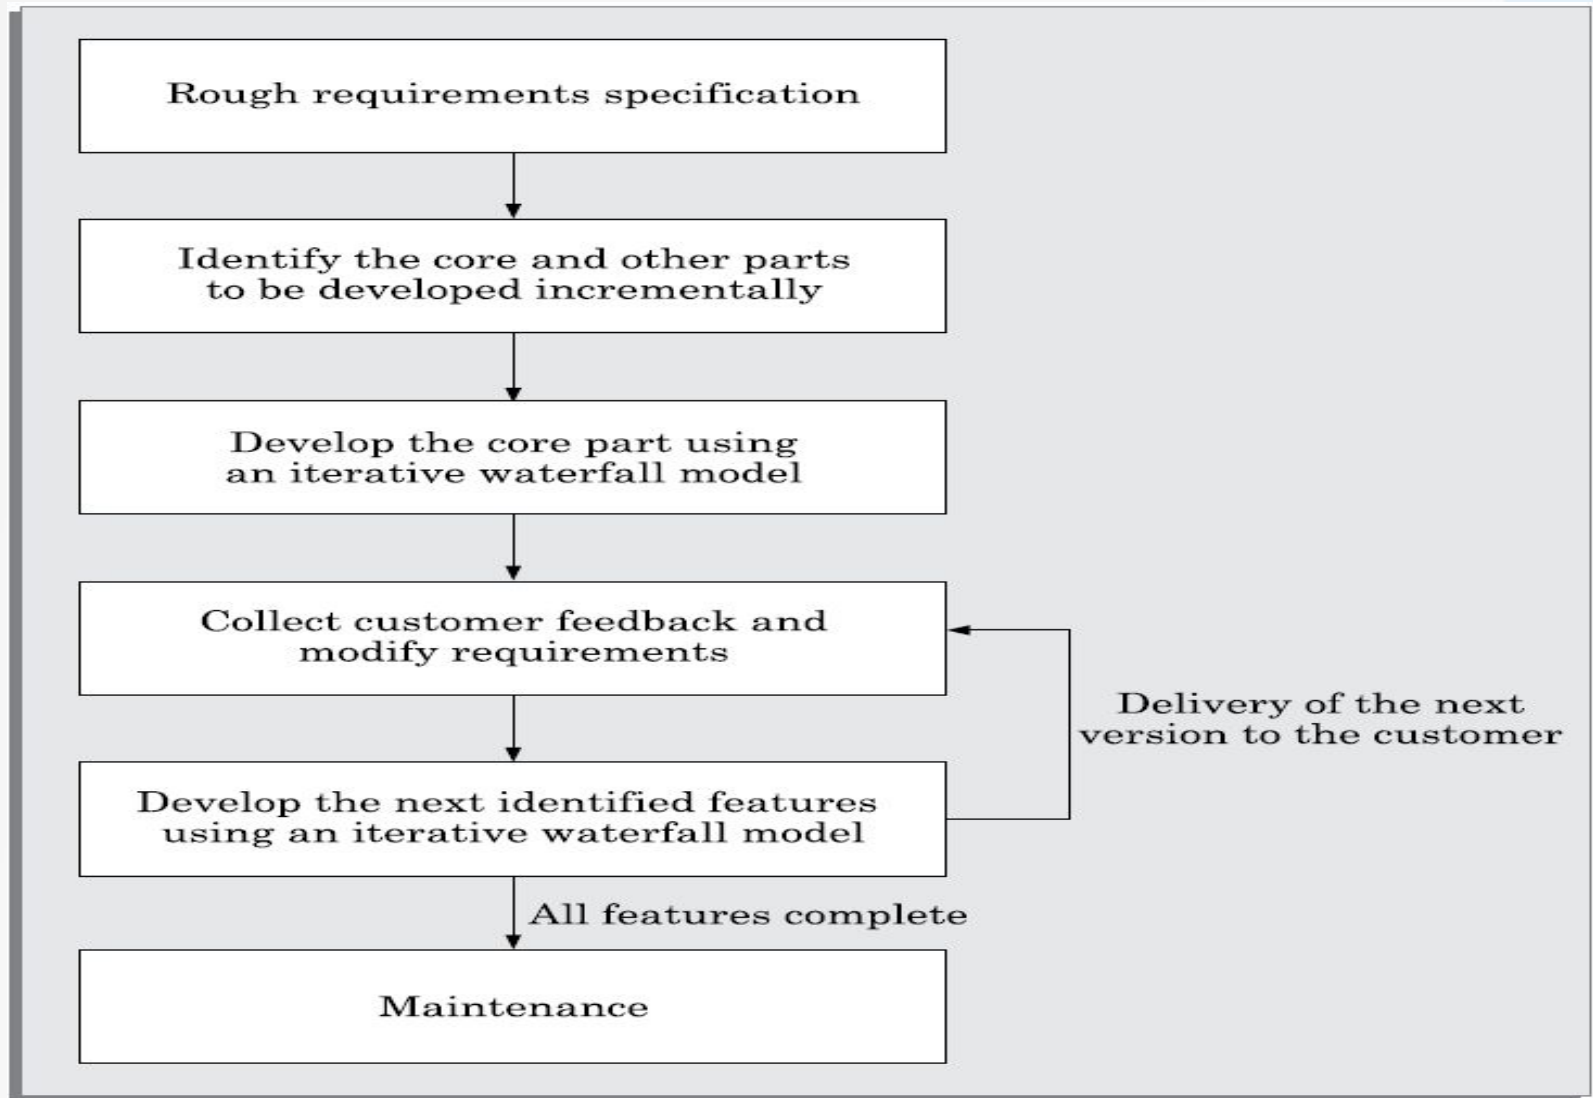 Rough requirements specification
Identify the core and other parts
to be developed incrementally
Develop the core part using
an iterative waterfall model
Collect customer feedback and
modify requirements
Delivery of the next
version to the customer
Develop the next identified features
using an iterative waterfall model
All features complete
Maintenance